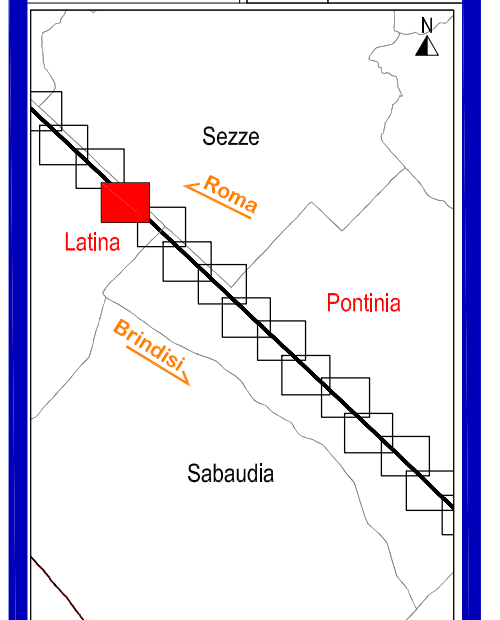 N
Sezze
Roma
Latina
Pontinia
Brindisi
Sabaudia